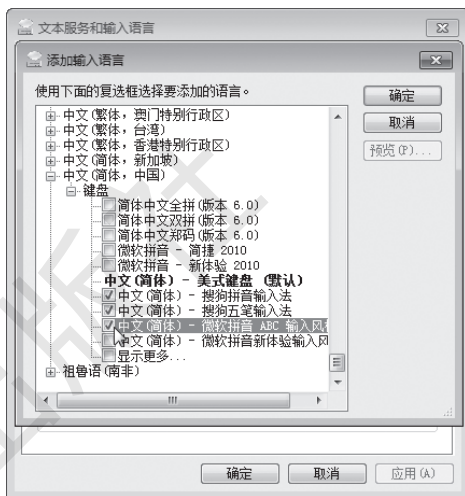 文本服务和输入语言
添加输入语言
使用下面的复选框选择要添加的语言。
确定
取消
预览(P)...
中文(繁体，澳门特别行政区)
中文(繁体，台湾)
中文(繁体，香港特别行政区)
中文(简体，新加坡)
中文(简体，中国)
键盘
简体中文全拼(版本 6.0)
简体中文双拼(版本 6.0)
简体中文郑码(版本 6.0)
微软拼音 - 简捷 2010
微软拼音 - 新体验 2010
中文(简体) - 美式键盘 (默认)
中文(简体) - 搜狗拼音输入法
中文(简体) - 搜狗五笔输入法
中文(简体) - 微软拼音 ABC 输入风
中文(简体) - 微软拼音新体验输入风
显示更多...
祖鲁语(南非)
确定 取消 应用(A)